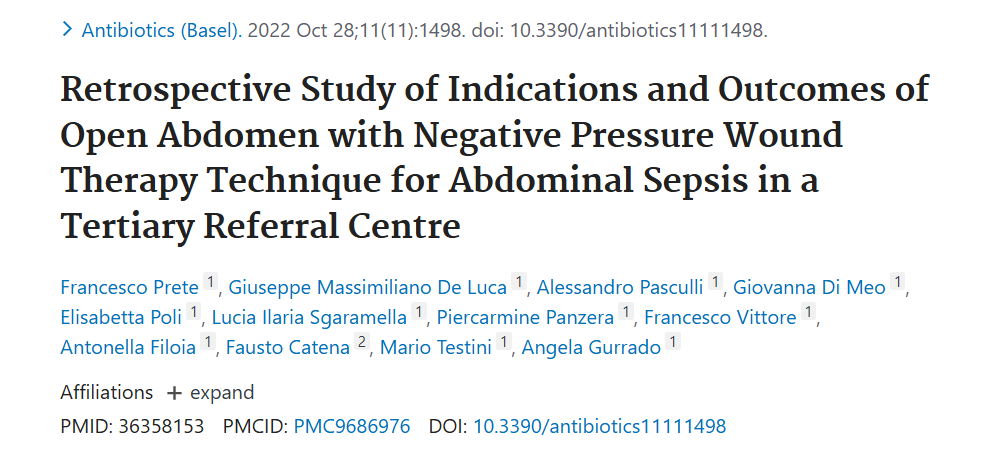 > Antibiotics (Basel). 2022 Oct 28;11(11):1498. doi: 10.3390/antibiotics11111498.
Retrospective Study of Indications and Outcomes of
Open Abdomen with Negative Pressure Wound
Therapy Technique for Abdominal Sepsis in a
Tertiary Referral Centre
Francesco Prete 1, Giuseppe Massimiliano De Luca 1, Alessandro Pasculli 1, Giovanna Di Meo 1,
Elisabetta Poli 1, Lucia Ilaria Sgaramella 1, Piercarmine Panzera 1, Francesco Vittore 1,
Antonella Filoia 1, Fausto Catena 2, Mario Testini 1, Angela Gurrado 1
Affiliations + expand
PMID: 36358153 PMCID: PMC9686976 DOI: 10.3390/antibiotics11111498